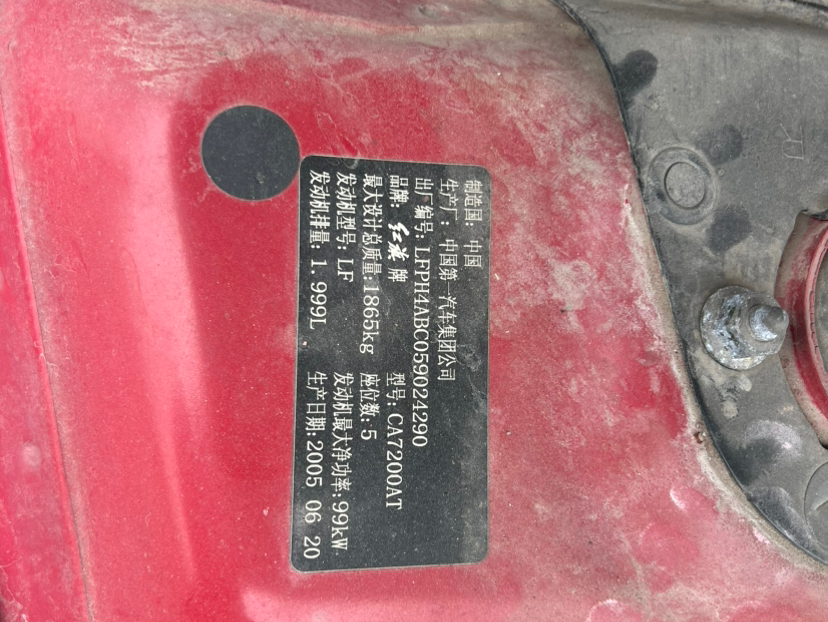 制造国: 中国
生产厂: 中国第一汽车集团公司
出厂编号: LFPH4ABC059024290
品牌: 红旗 牌 型号: CA7200AT
最大设计总质量: 1865kg 座位数: 5
发动机型号: LF 发动机最大净功率: 99kW
发动机排量: 1.999L 生产日期: 2005 06 20